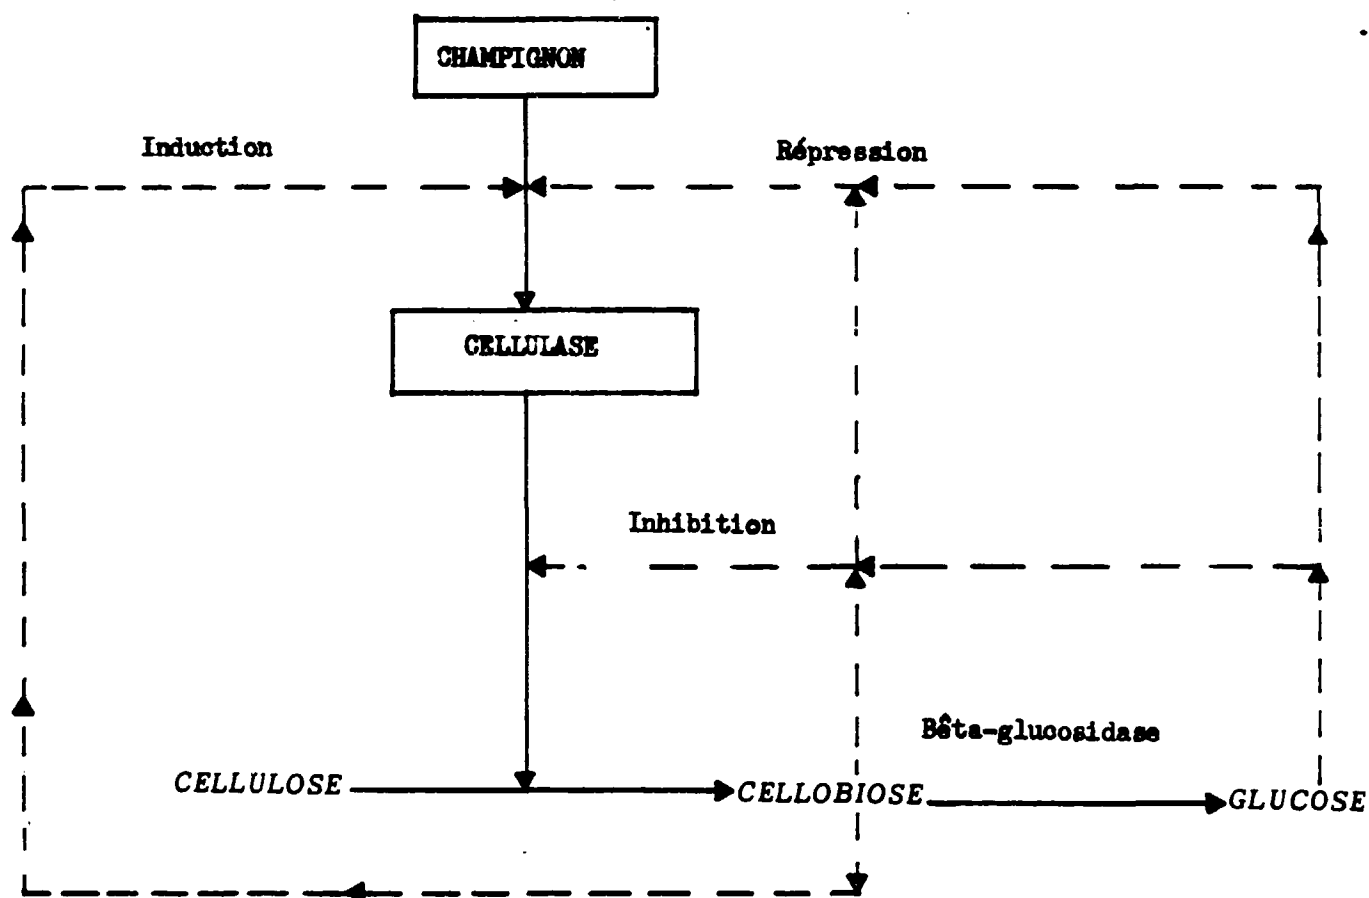 CHAMPIGNON
Induction
Répression
CELLULASE
Inhibition
Bêta-glucosidase
CELLULOSE
CELLOBIOSE
GLUCOSE